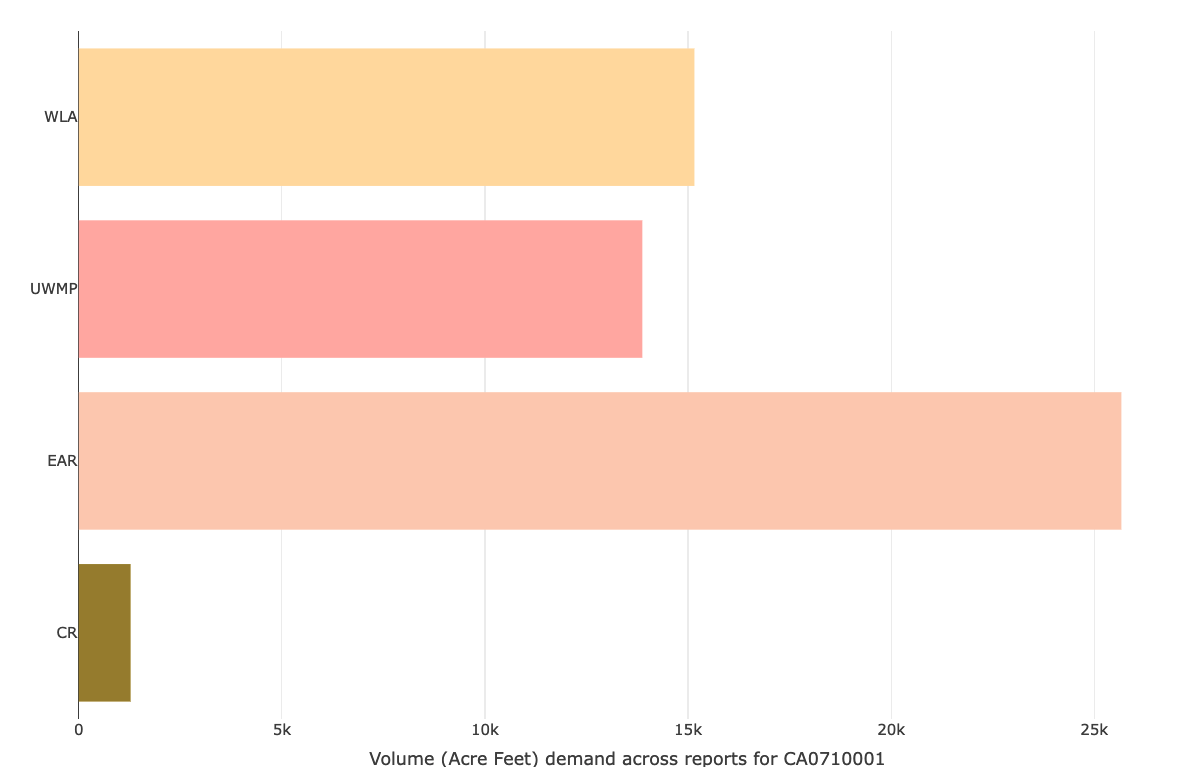 WLA
UWMP
EAR
CR
0 5k 10k 15k 20k 25k
Volume (Acre Feet) demand across reports for CA0710001